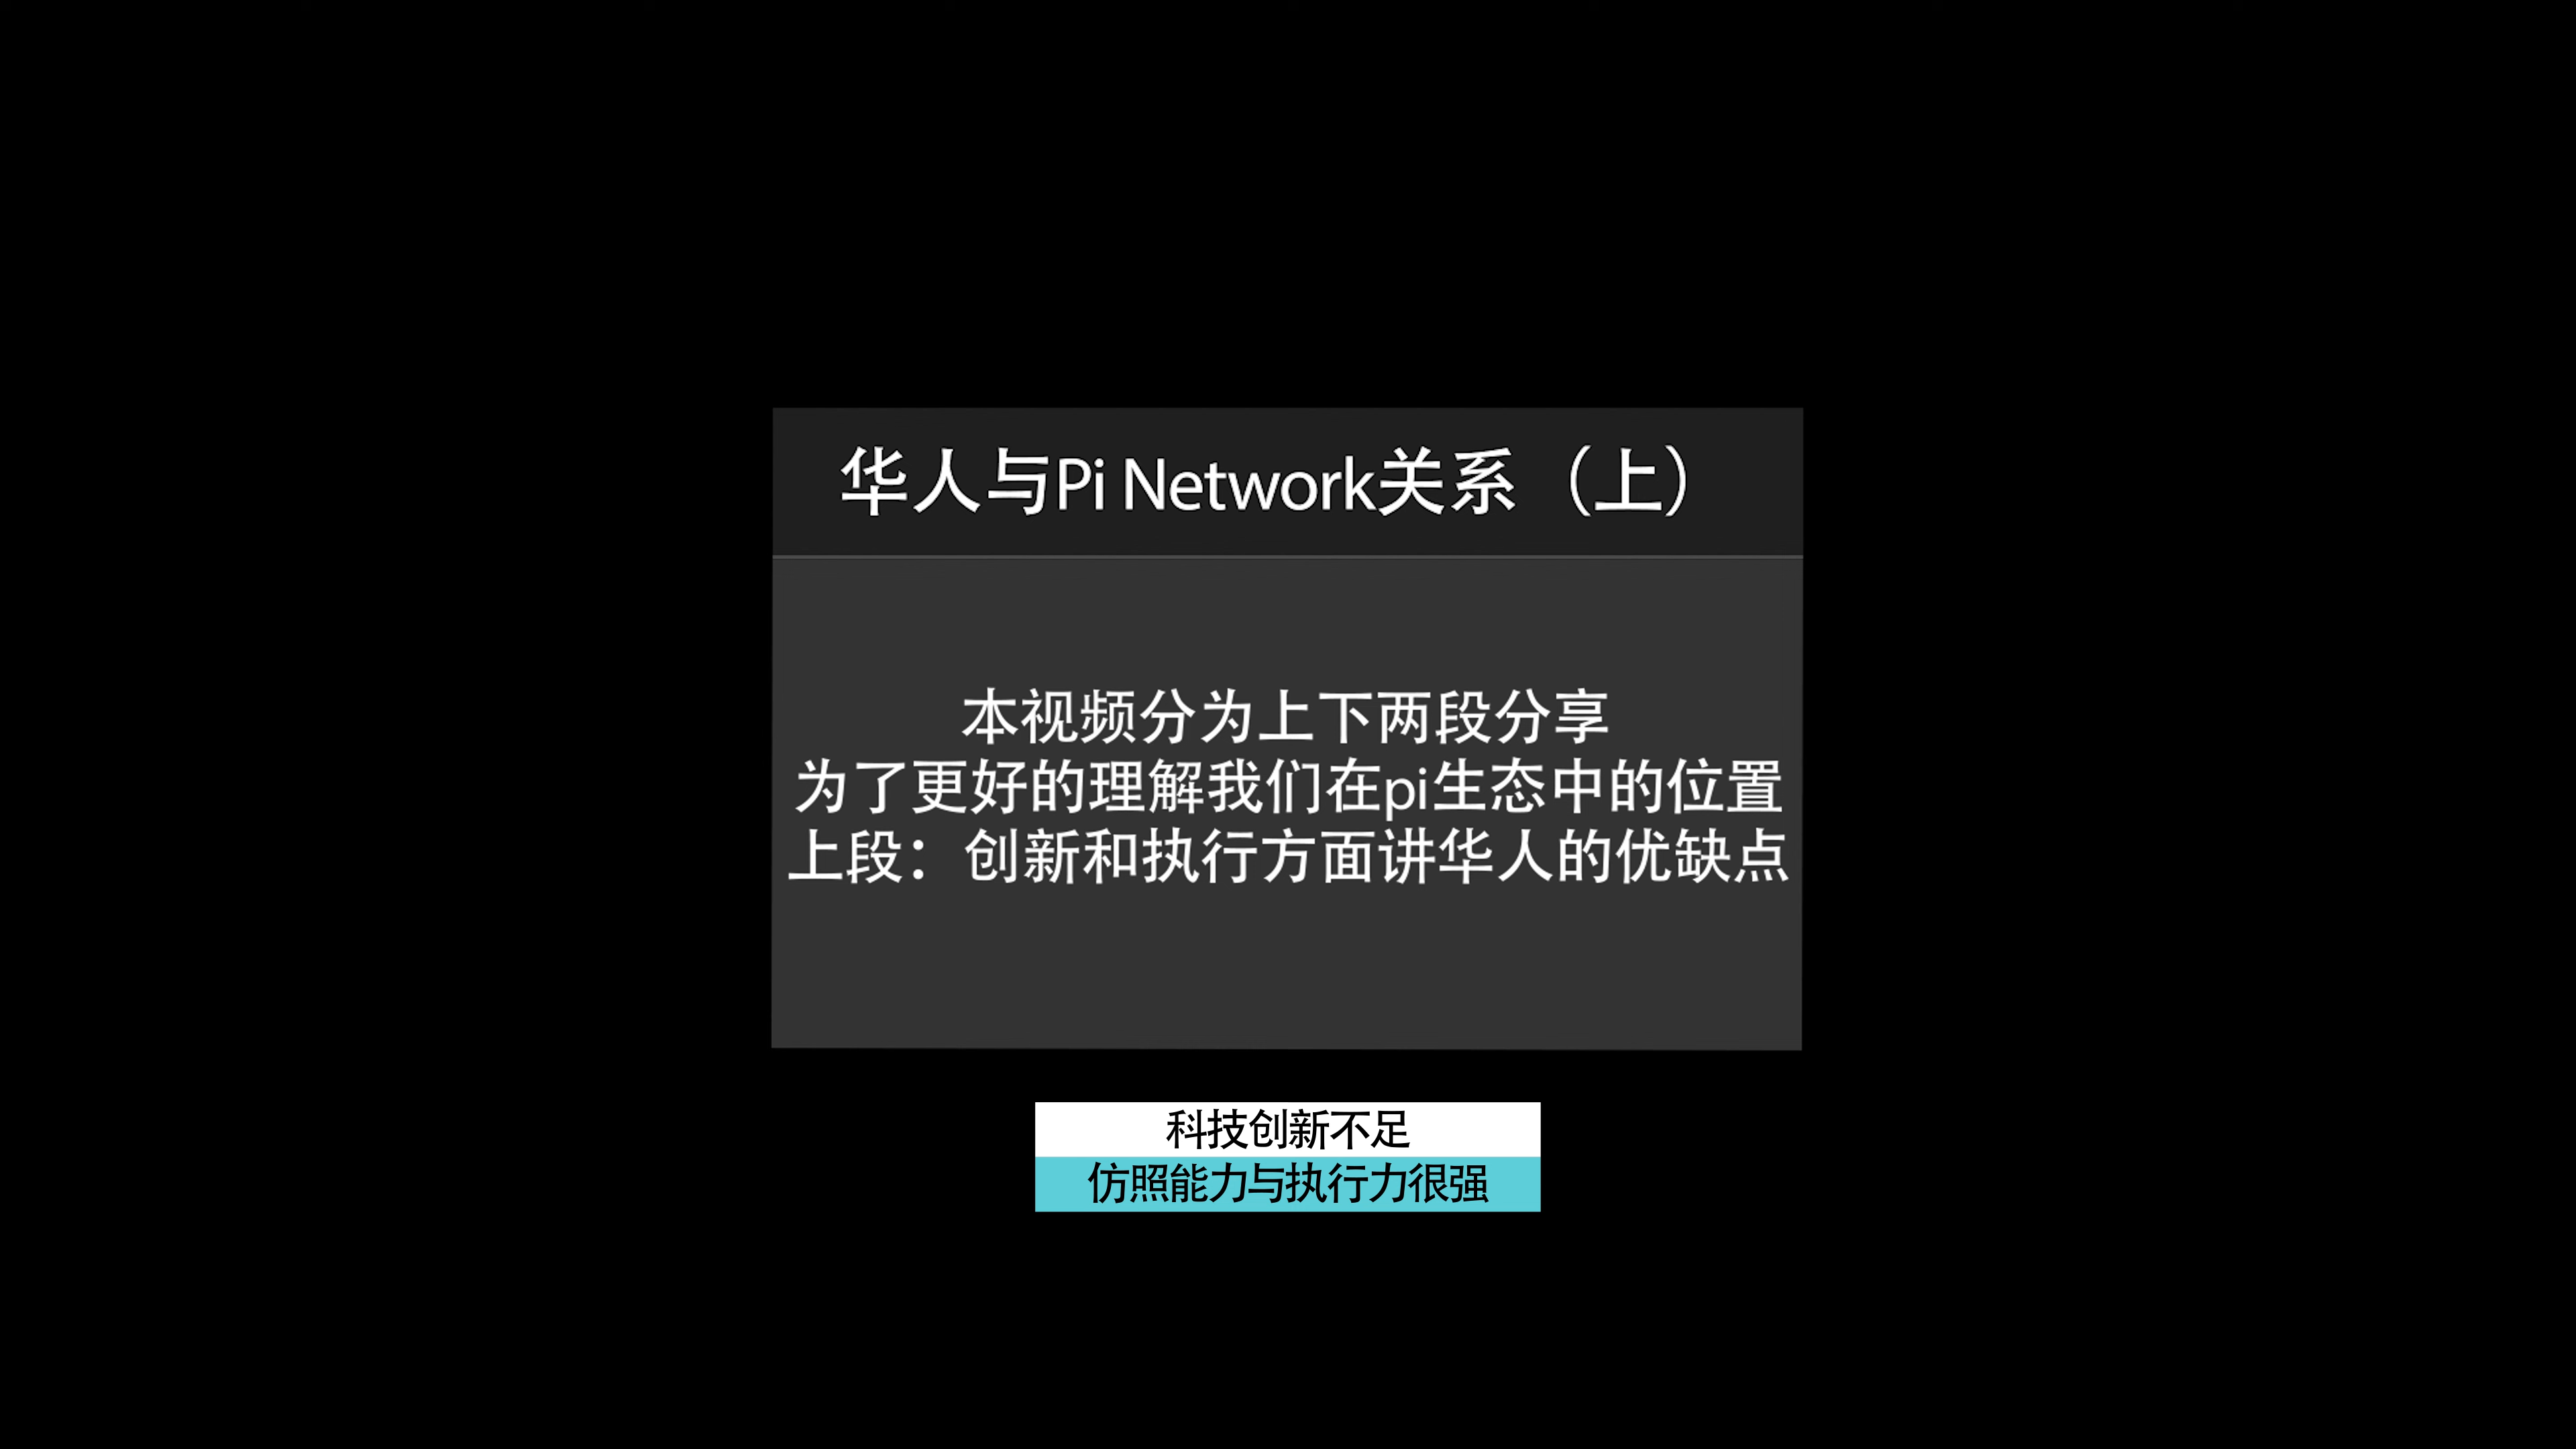 华人与Pi Network关系（上）
本视频分为上下两段分享
为了更好的理解我们在pi生态中的位置
上段：创新和执行方面讲华人的优缺点
科技创新不足
仿照能力与执行力很强